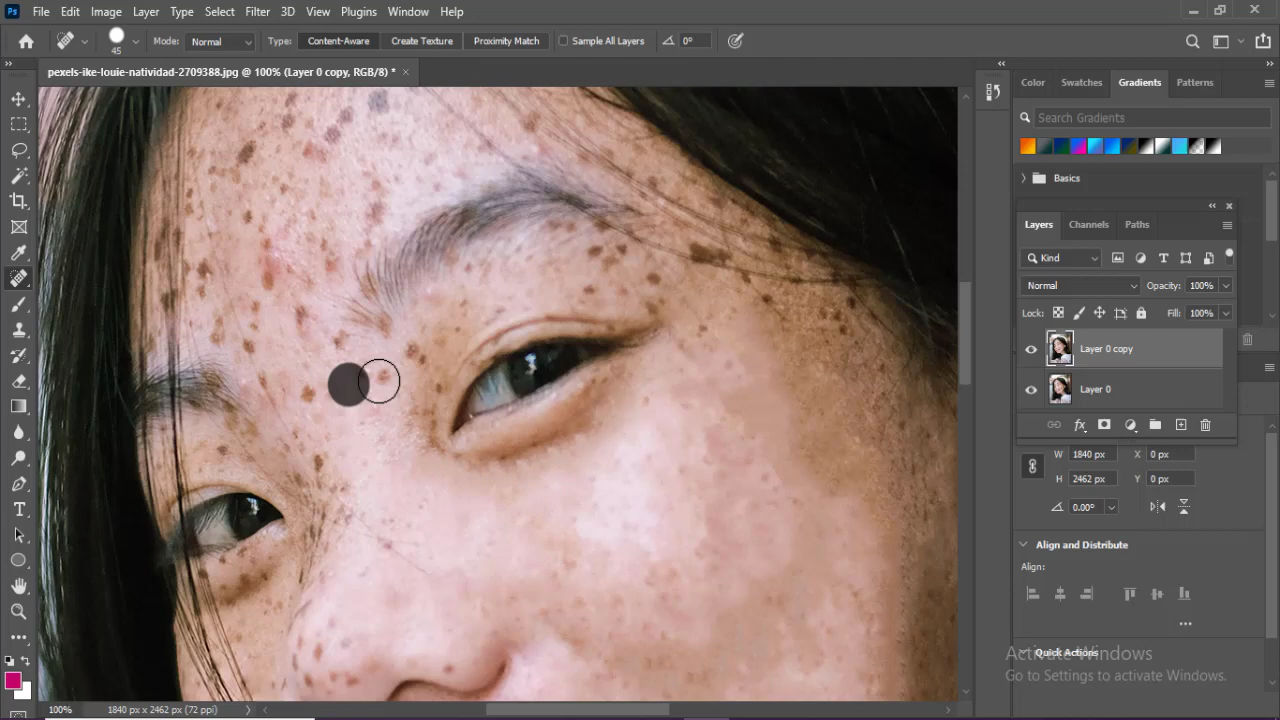 Ps File Edit Image Layer Type Select Filter 3D View Plugins Window Help
45 Mode: Normal Type: Content-Aware Create Texture Proximity Match Sample All Layers 0°
pexels-ike-louie-natividad-2709388.jpg @ 100% (Layer 0 copy, RGB/8) * ×
Color Swatches Gradients Patterns
Search Gradients
Basics
Layers Channels Paths
Kind
Normal Opacity: 100%
Lock: Fill: 100%
Layer 0 copy
Layer 0
fx
W 1840 px X 0 px
H 2462 px Y 0 px
0.00°
Align and Distribute
Align:
Quick Actions
Activate Windows
Go to Settings to activate Windows.
100% 1840 px x 2462 px (72 ppi)